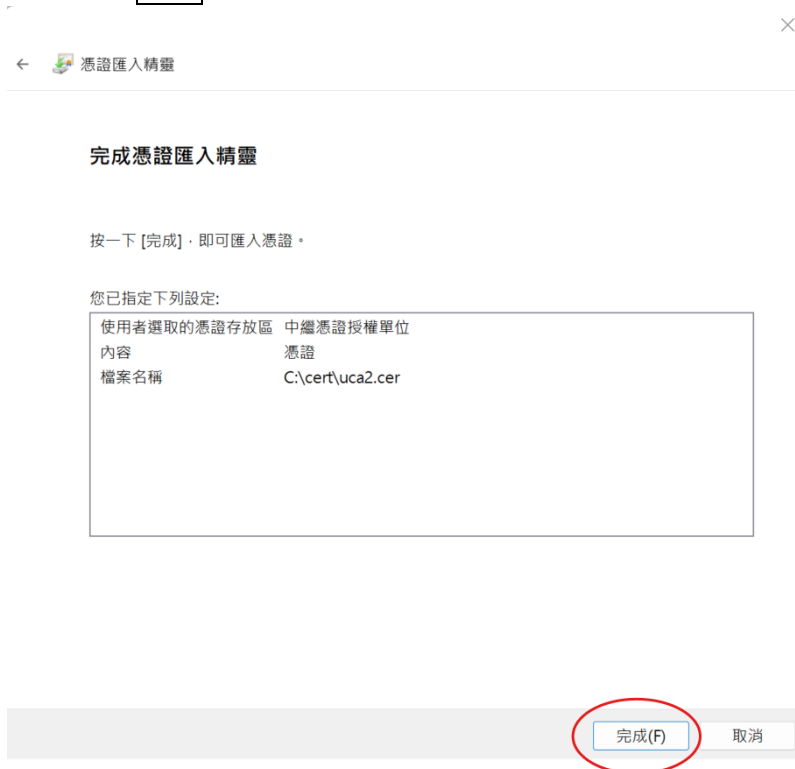 憑證匯入精靈
完成憑證匯入精靈
按一下 [完成]，即可匯入憑證。
您已指定下列設定:
使用者選取的憑證存放區 中繼憑證授權單位
內容 憑證
檔案名稱 C:\cert\uca2.cer
完成(F) 取消